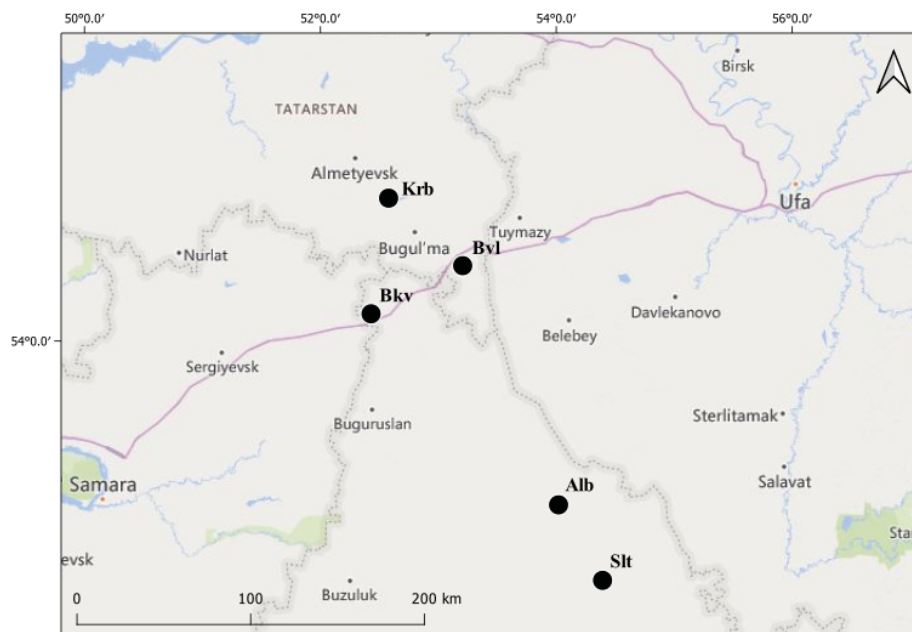 50°0.0′ 52°0.0′ 54°0.0′ 56°0.0′
Birsk
TATARSTAN
Almetyevsk
Krb
Ufa
Tuymazy
Bugul’ma
Bvl
Nurlat
Bkv
Davlekanovo
54°0.0′
Belebey
Sergiyevsk
Buguruslan
Sterlitamak
Samara
Alb
Salavat
Star
evsk
Slt
Buzuluk
0 100 200 km